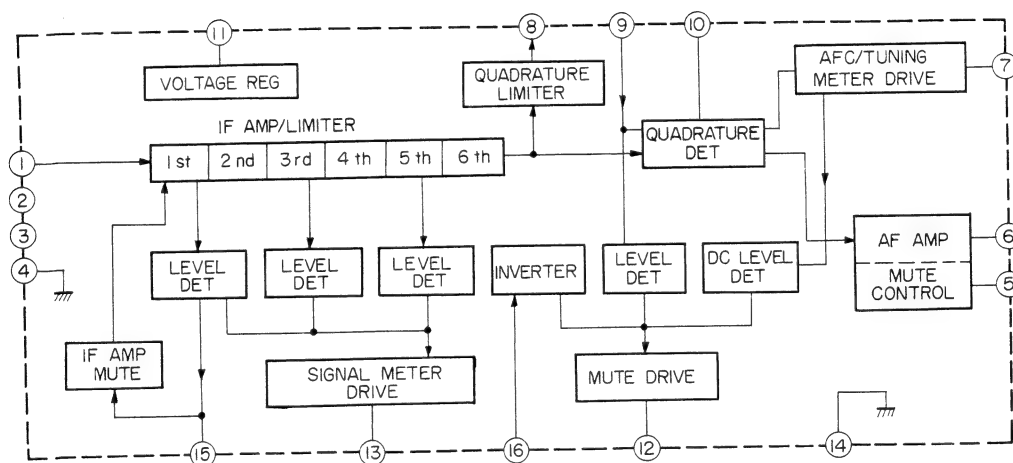 11
8
9
10
VOLTAGE REG
QUADRATURE
LIMITER
AFC/TUNING
METER DRIVE
7
IF AMP/LIMITER
1
1st 2nd 3rd 4th 5th 6th
QUADRATURE
DET
2
3
4
LEVEL
DET
LEVEL
DET
LEVEL
DET
INVERTER
LEVEL
DET
DC LEVEL
DET
AF AMP
MUTE
CONTROL
6
5
IF AMP
MUTE
SIGNAL METER
DRIVE
MUTE DRIVE
15
13
16
12
14